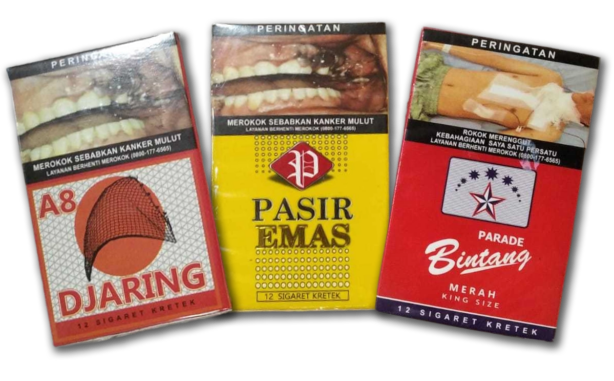 PERINGATAN
MEROKOK SEBABKAN KANKER MULUT
LAYANAN BERHENTI MEROKOK (0800-177-6565)
A8
DJARING
12 SIGARET KRETEK
PERINGATAN
MEROKOK SEBABKAN KANKER MULUT
LAYANAN BERHENTI MEROKOK (0800-177-6565)
P
PASIR
EMAS
12 SIGARET KRETEK
PERINGATAN
ROKOK MERENGGUT
KEBAHAGIAAN SAYA SATU PERSATU
LAYANAN BERHENTI MEROKOK (0800-177-6565)
PARADE
Bintang
MERAH
KING SIZE
12 SIGARET KRETEK